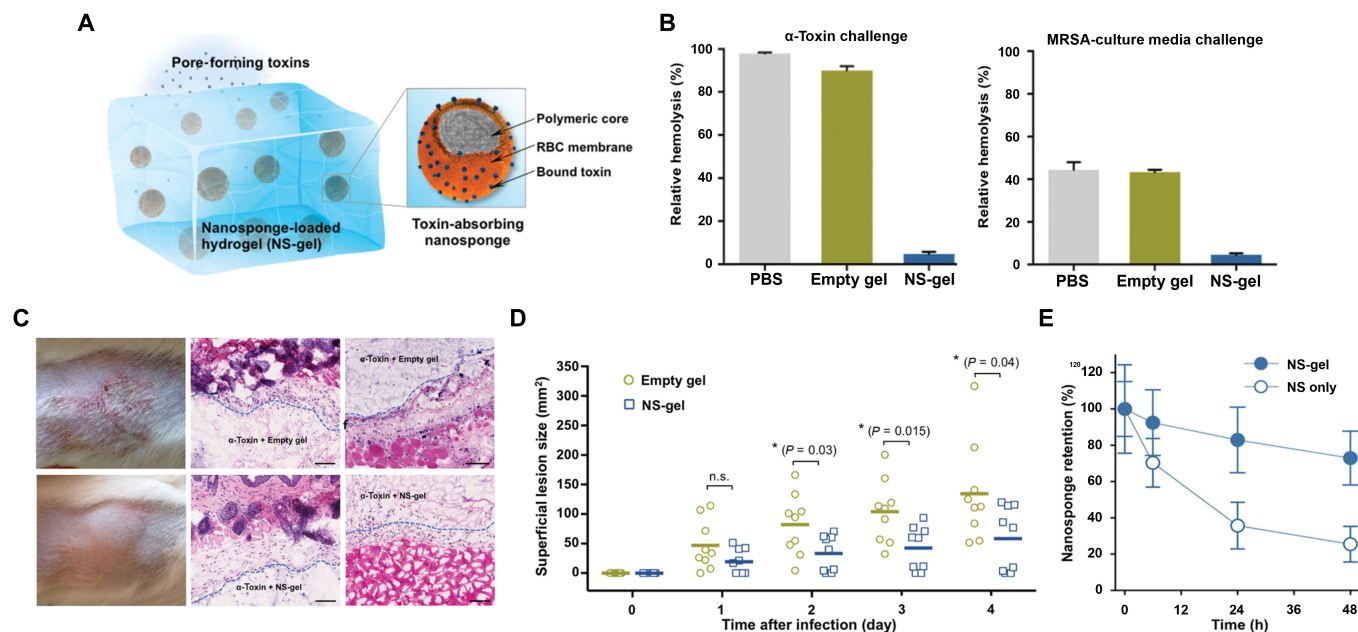 A
Pore-forming toxins
Polymeric core
RBC membrane
Bound toxin
Nanosponge-loaded
hydrogel (NS-gel)
Toxin-absorbing
nanosponge
B
α-Toxin challenge
Relative hemolysis (%)
100
80
60
40
20
0
PBS
Empty gel
NS-gel
MRSA-culture media challenge
Relative hemolysis (%)
100
80
60
40
20
0
PBS
Empty gel
NS-gel
C
α-Toxin + Empty gel
α-Toxin + Empty gel
f
α-Toxin + NS-gel
α-Toxin + NS-gel
D
Superficial lesion size (mm²)
350
300
250
200
150
100
50
0
Empty gel
NS-gel
n.s.
* (P = 0.03)
* (P = 0.015)
* (P = 0.04)
0
1
2
3
4
Time after infection (day)
E
Nanosponge retention (%)
120
120
100
80
60
40
20
0
NS-gel
NS only
0
12
24
36
48
Time (h)